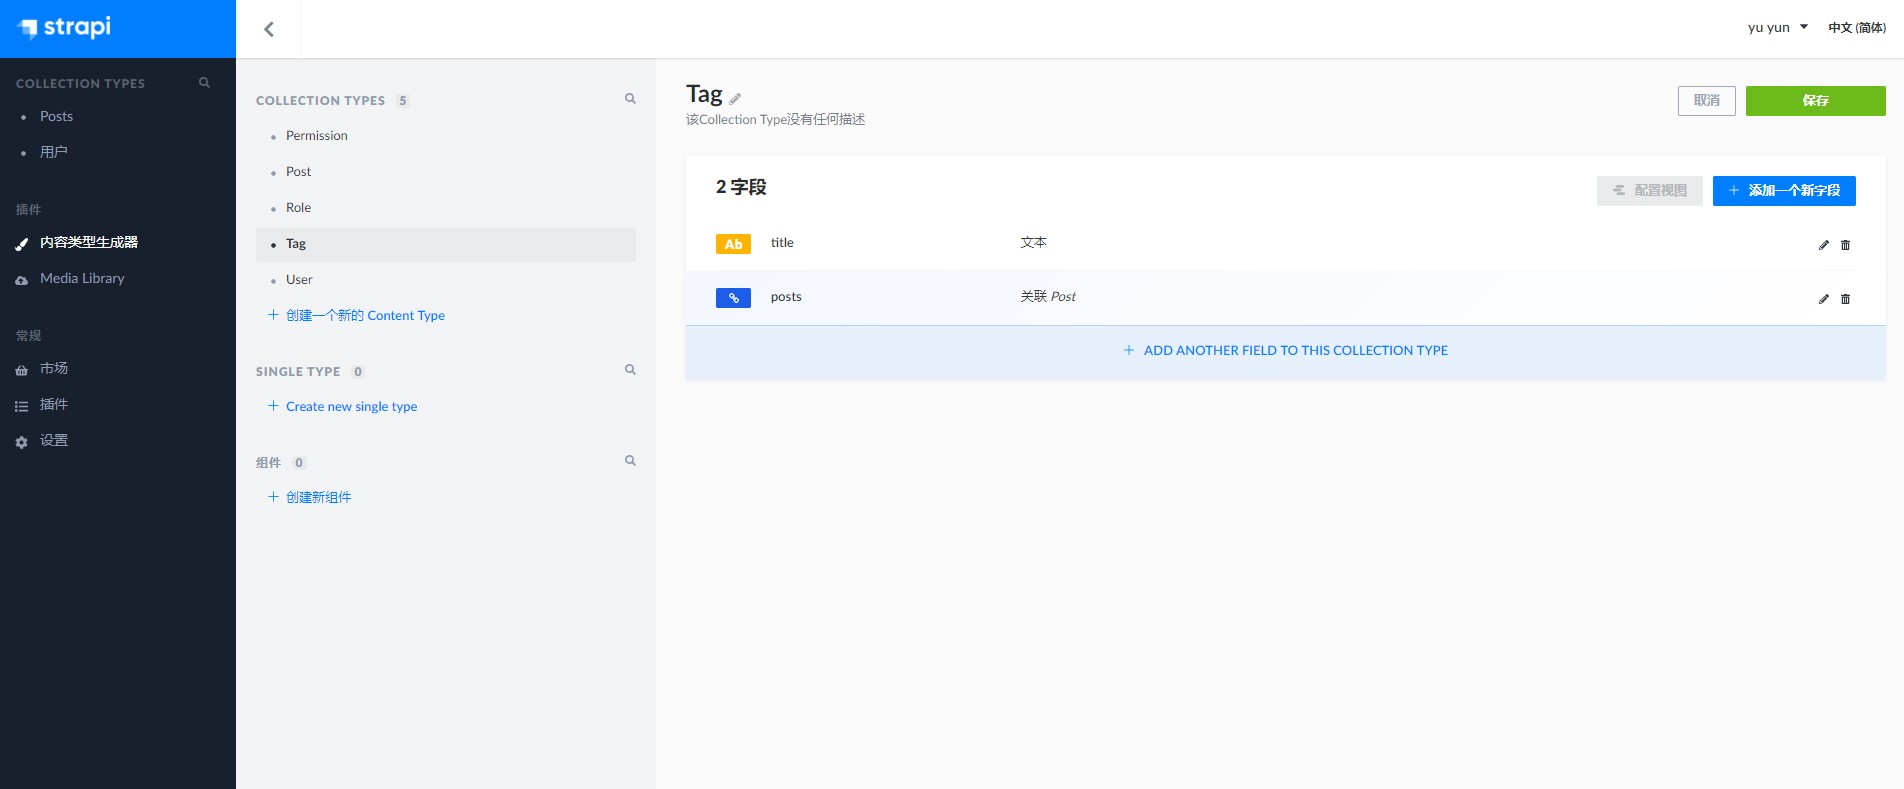 strapi
yu yun
中文 (简体)
COLLECTION TYPES
Posts
用户
插件
内容类型生成器
Media Library
常规
市场
插件
设置
COLLECTION TYPES 5
Permission
Post
Role
Tag
User
创建一个新的 Content Type
SINGLE TYPE 0
Create new single type
组件 0
创建新组件
Tag
该Collection Type没有任何描述
取消
保存
2 字段
配置视图
添加一个新字段
Ab title 文本
posts 关联 Post
ADD ANOTHER FIELD TO THIS COLLECTION TYPE